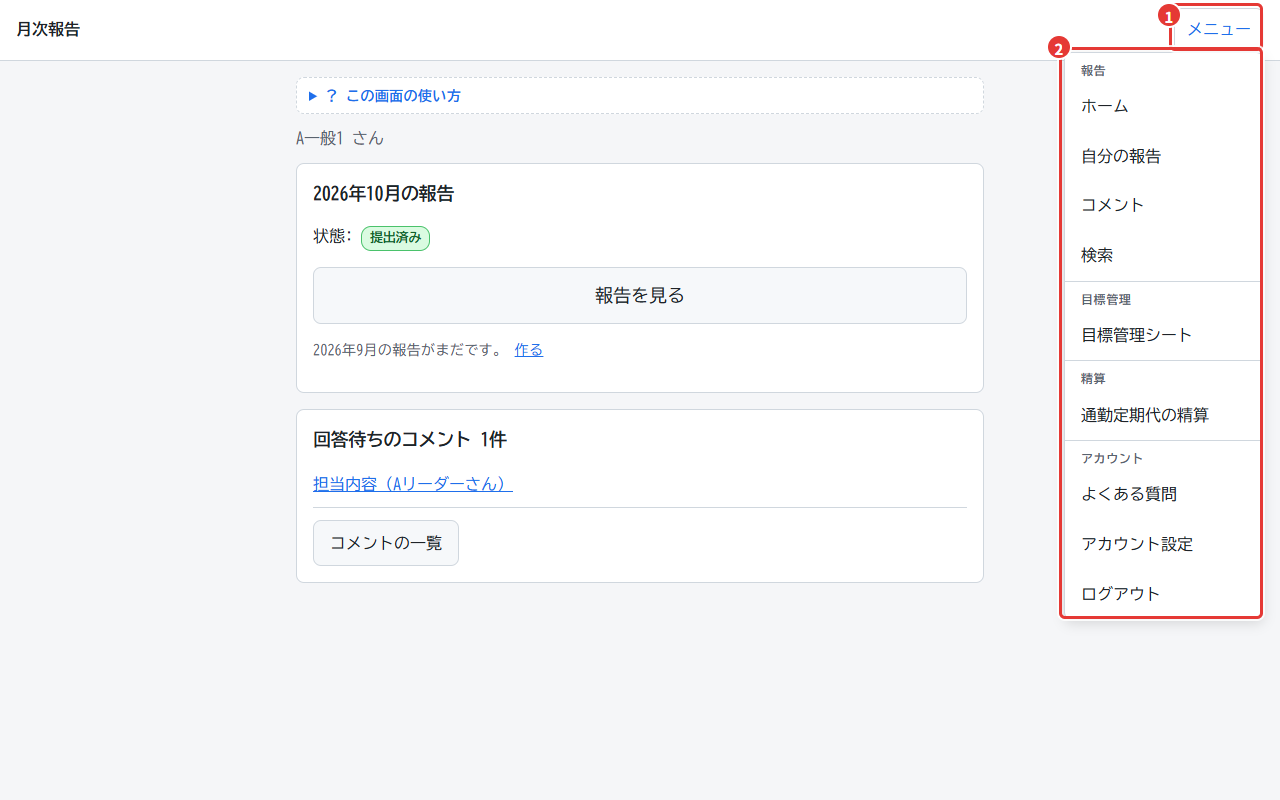 月次報告
1
メニュー
2
▶ ? この画面の使い方
A一般1 さん
2026年10月の報告
状態: 提出済み
報告を見る
2026年9月の報告がまだです。 作る
回答待ちのコメント 1件
担当内容（Aリーダーさん）
コメントの一覧
報告
ホーム
自分の報告
コメント
検索
目標管理
目標管理シート
精算
通勤定期代の精算
アカウント
よくある質問
アカウント設定
ログアウト